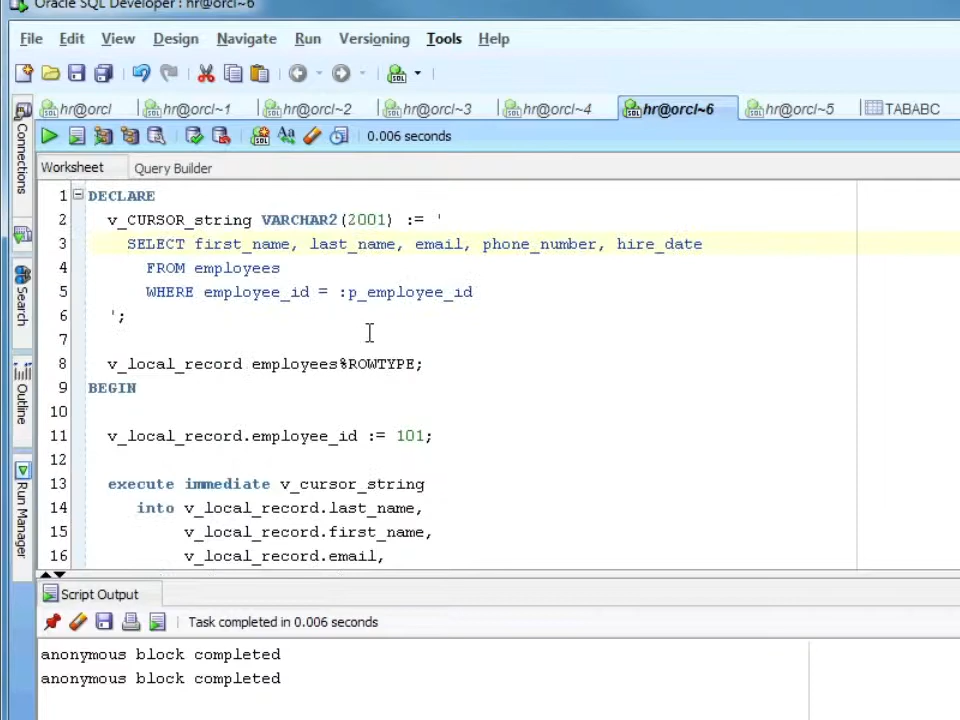 Oracle SQL Developer : hr@orcl~6
File Edit View Design Navigate Run Versioning Tools Help
hr@orcl hr@orcl~1 hr@orcl~2 hr@orcl~3 hr@orcl~4 hr@orcl~6 hr@orcl~5 TABABC
0.006 seconds
Worksheet Query Builder
Connections
Search
Outline
Run Manager
1 DECLARE
2 v_CURSOR_string VARCHAR2(2001) := '
3 SELECT first_name, last_name, email, phone_number, hire_date
4 FROM employees
5 WHERE employee_id = :p_employee_id
6 ';
7
8 v_local_record employees%ROWTYPE;
9 BEGIN
10
11 v_local_record.employee_id := 101;
12
13 execute immediate v_cursor_string
14 into v_local_record.last_name,
15 v_local_record.first_name,
16 v_local_record.email,
Script Output
Task completed in 0.006 seconds
anonymous block completed
anonymous block completed